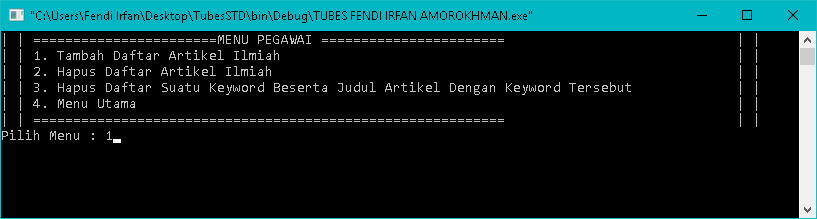 "C:\Users\Fendi Irfan\Desktop\TubesSTD\bin\Debug\TUBES FENDI IRFAN AMOROKHMAN.exe"
| | =======================MENU PEGAWAI ======================= | |
| | 1. Tambah Daftar Artikel Ilmiah | |
| | 2. Hapus Daftar Artikel Ilmiah | |
| | 3. Hapus Daftar Suatu Keyword Beserta Judul Artikel Dengan Keyword Tersebut | |
| | 4. Menu Utama | |
| | =========================================================== | |
Pilih Menu : 1